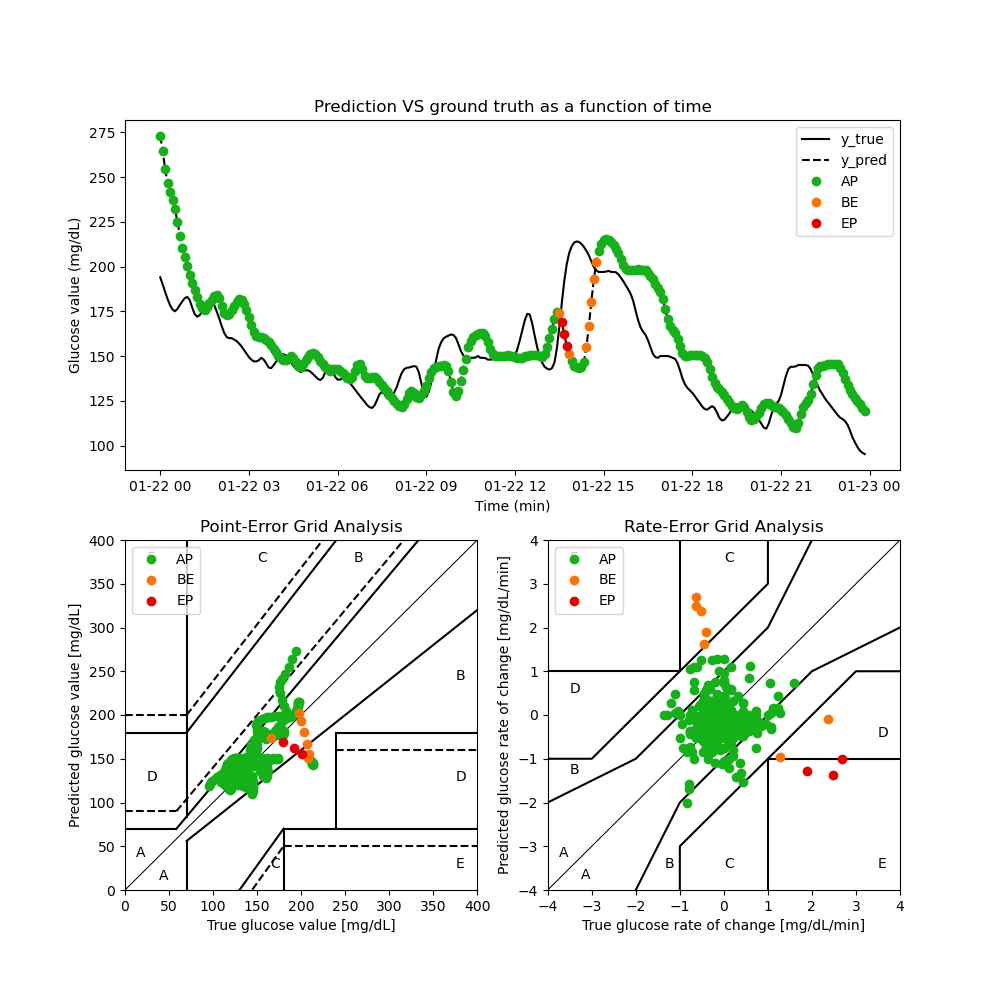 Prediction VS ground truth as a function of time
Glucose value (mg/dL)
275
250
225
200
175
150
125
100
y_true
y_pred
AP
BE
EP
01-22 00 01-22 03 01-22 06 01-22 09 01-22 12 01-22 15 01-22 18 01-22 21 01-23 00
Time (min)
Point-Error Grid Analysis
Predicted glucose value [mg/dL]
400
350
300
250
200
150
100
50
0
AP
BE
EP
C
B
B
D
D
A
A
C
E
0 50 100 150 200 250 300 350 400
True glucose value [mg/dL]
Rate-Error Grid Analysis
Predicted glucose rate of change [mg/dL/min]
4
3
2
1
0
−1
−2
−3
−4
AP
BE
EP
C
D
D
B
A
A
B
C
E
−4 −3 −2 −1 0 1 2 3 4
True glucose rate of change [mg/dL/min]